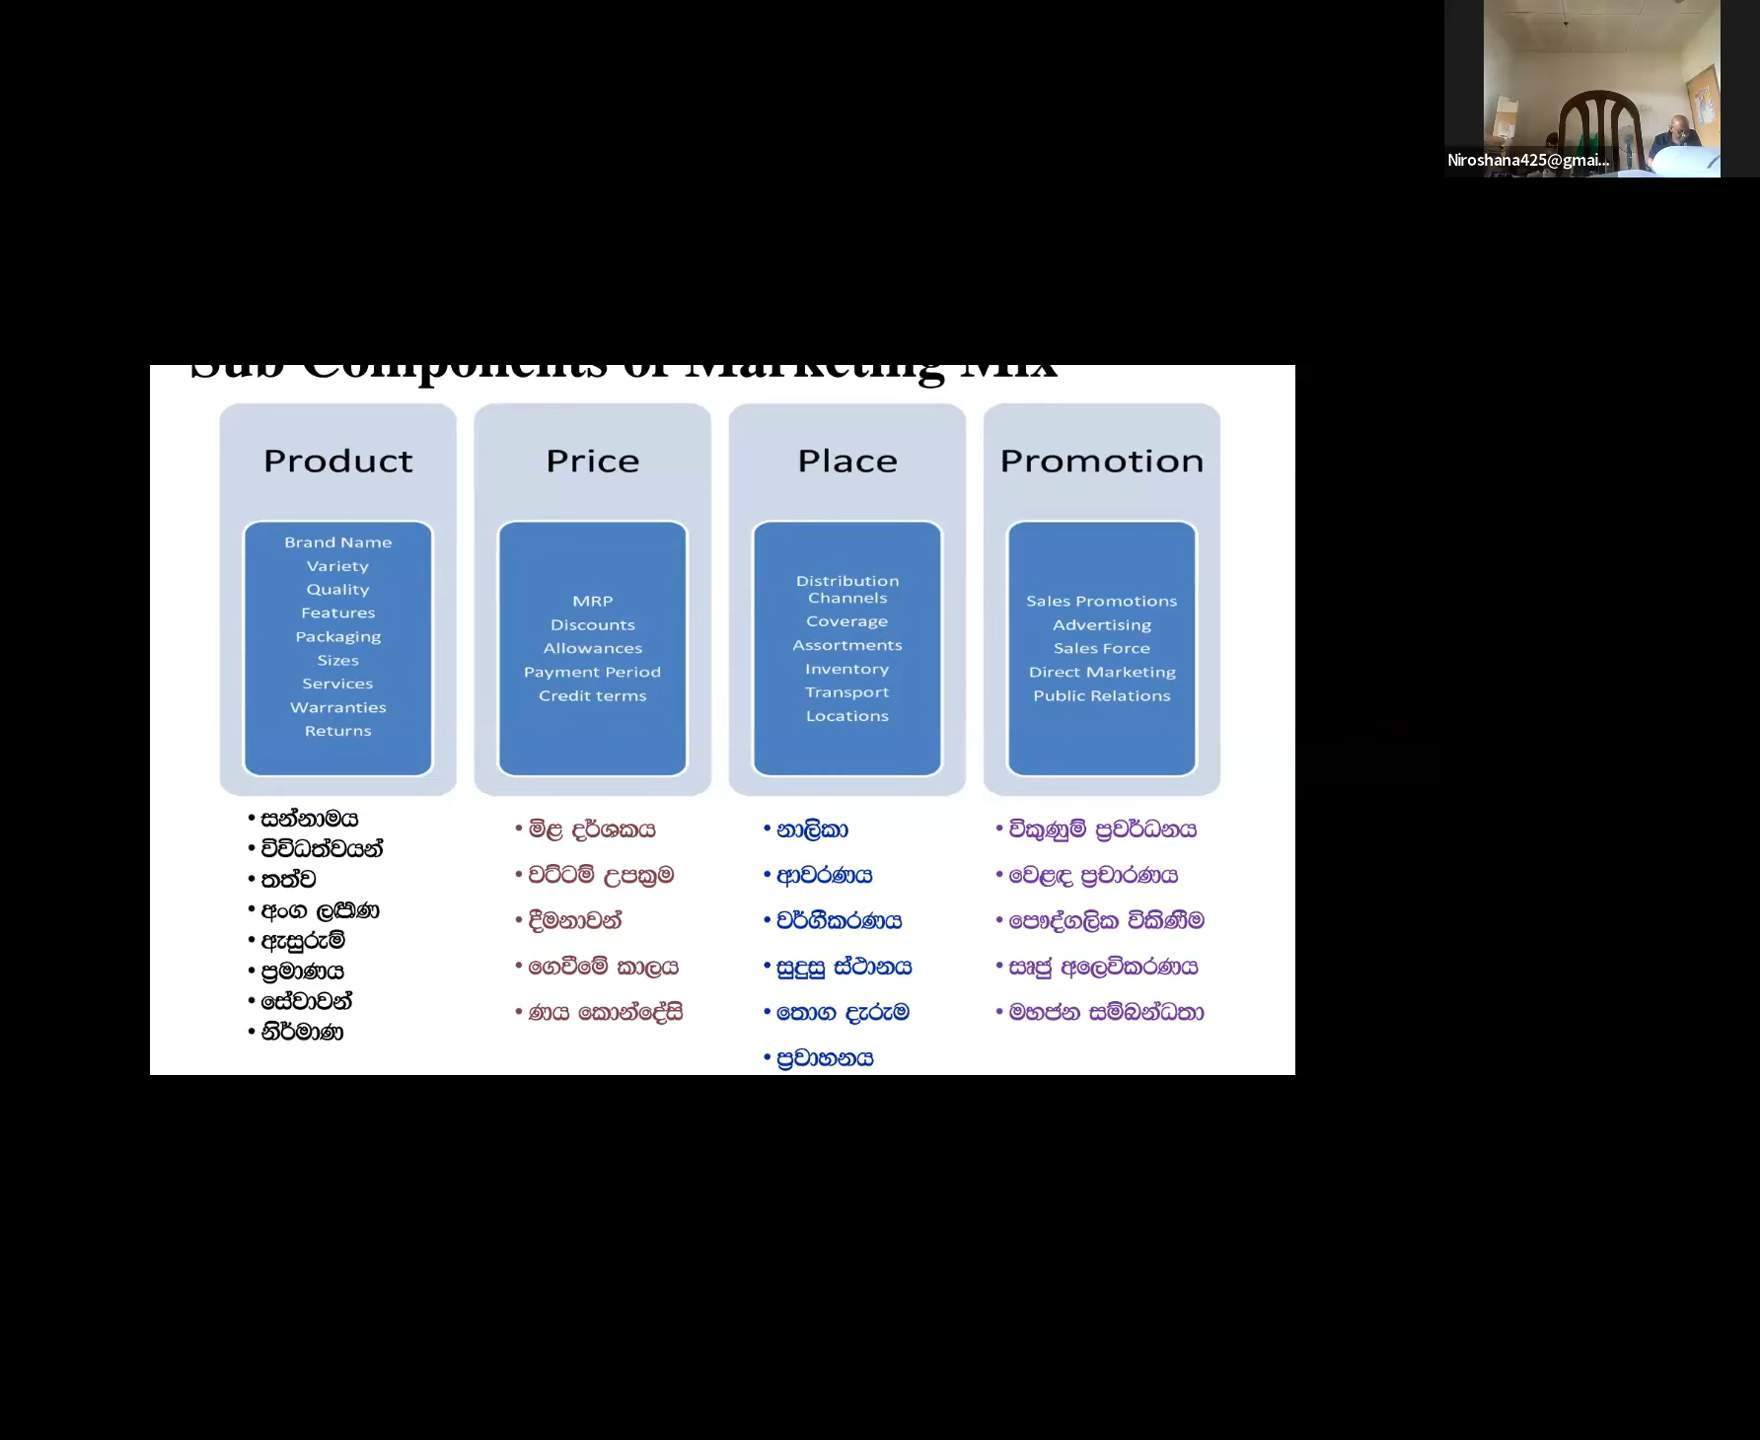 Niroshana425@gmai...
Sub Components of Marketing Mix
Product
Brand Name
Variety
Quality
Features
Packaging
Sizes
Services
Warranties
Returns
Price
MRP
Discounts
Allowances
Payment Period
Credit terms
Place
Distribution
Channels
Coverage
Assortments
Inventory
Transport
Locations
Promotion
Sales Promotions
Advertising
Sales Force
Direct Marketing
Public Relations
• සන්නාමය
• විවිධත්වයන්
• තත්ව
• අංග
• ඇසුරුම්
• ප්‍රමාණය
• සේවාවන්
• නිර්මාණ
• මිළ දර්ශකය
• වට්ටම් උපක්‍රම
• දීමනාවන්
• ගෙවීමේ කාලය
• ණය කොන්දේසි
• නාලිකා
• ආවරණය
• වර්ගීකරණය
• සුදුසු ස්ථානය
• තොග දැරුම
• ප්‍රවාහනය
• විකුණුම් ප්‍රවර්ධනය
• වෙළඳ ප්‍රචාරණය
• පෞද්ගලික විකිණීම
• සෘජු අලෙවිකරණය
• මහජන සම්බන්ධතා